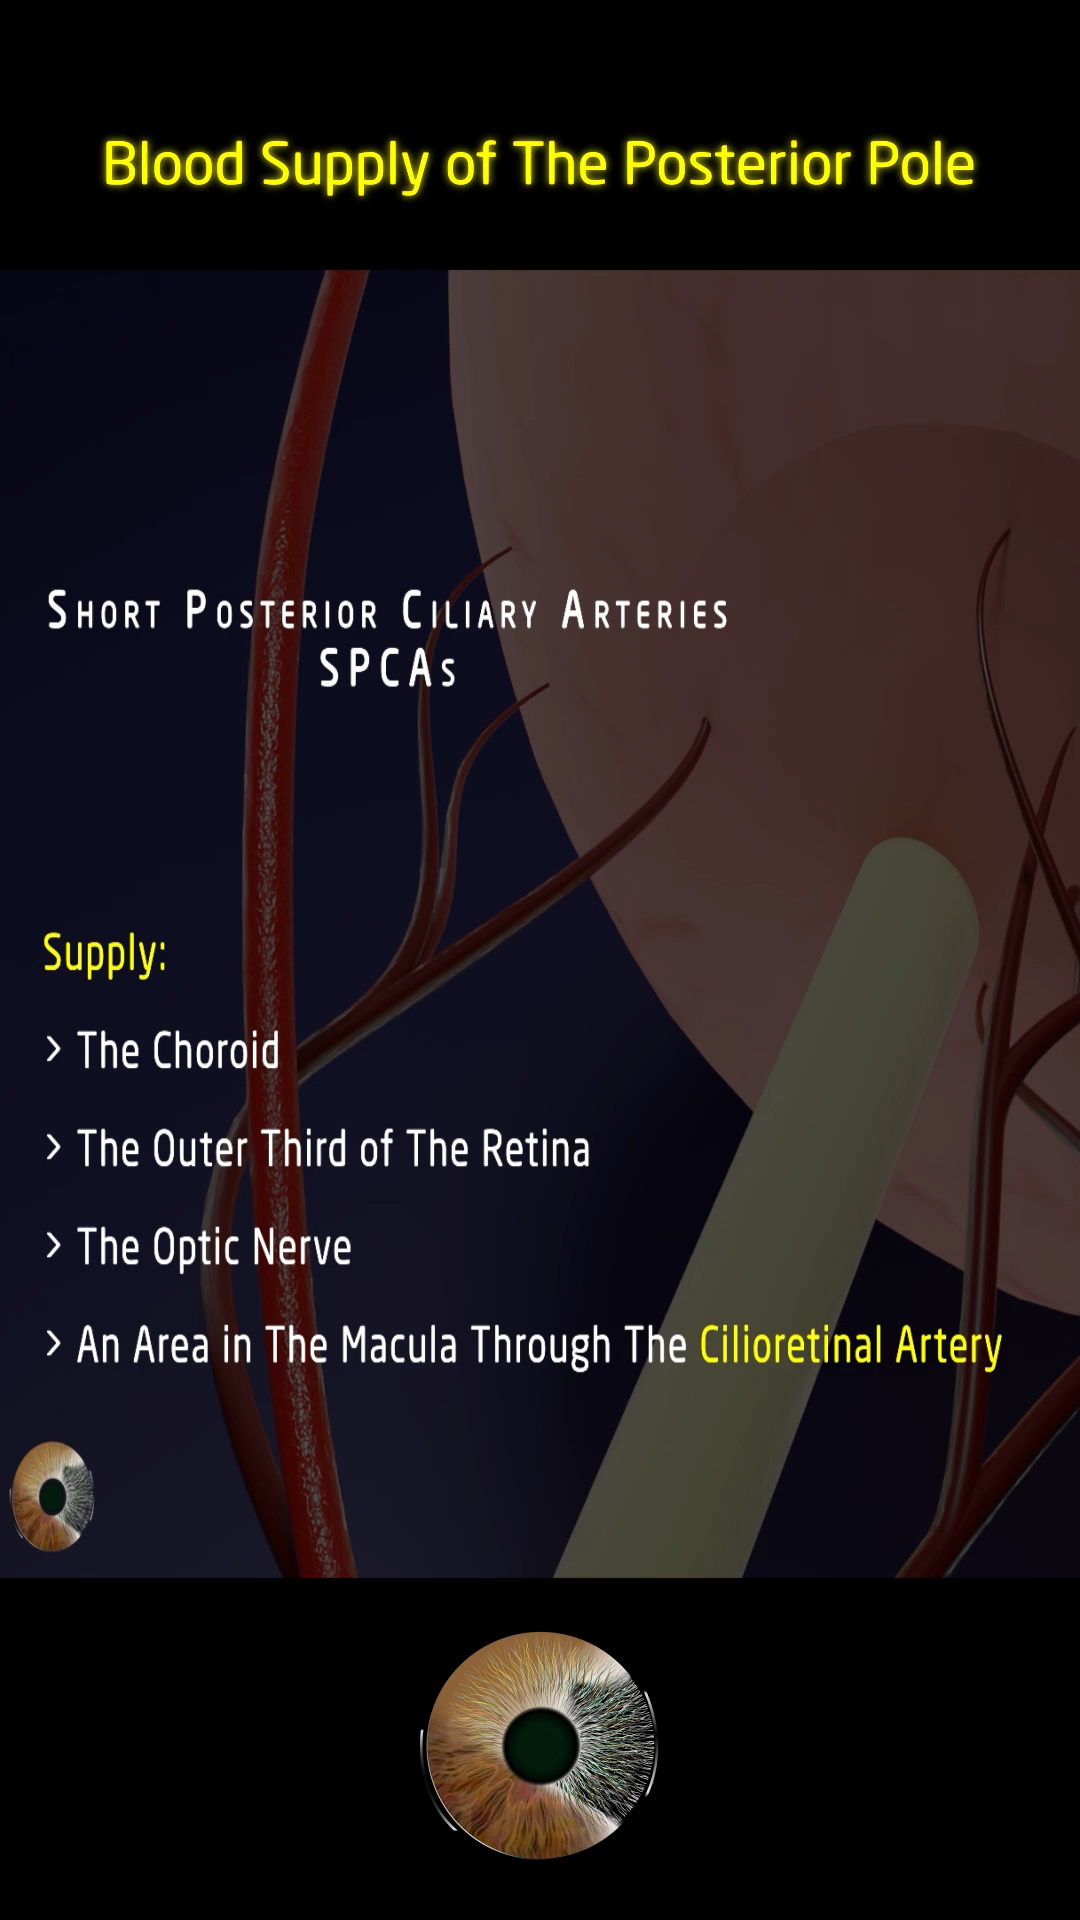 Blood Supply of The Posterior Pole
Short Posterior Ciliary Arteries
SPCAs
Supply:
> The Choroid
> The Outer Third of The Retina
> The Optic Nerve
> An Area in The Macula Through The Cilioretinal Artery